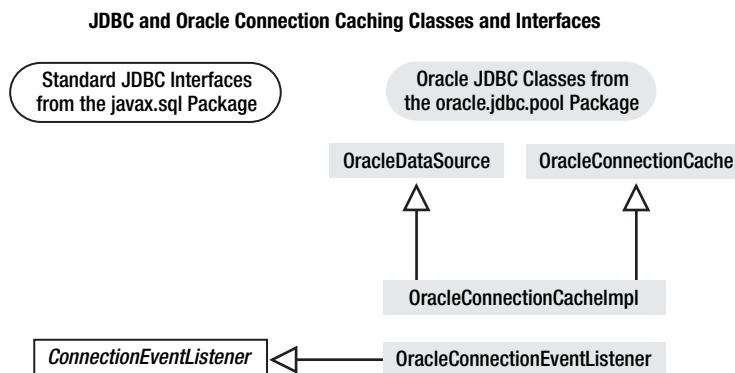 JDBC and Oracle Connection Caching Classes and Interfaces
Standard JDBC Interfaces
from the javax.sql Package
Oracle JDBC Classes from
the oracle.jdbc.pool Package
OracleDataSource
OracleConnectionCache
OracleConnectionCacheImpl
ConnectionEventListener
OracleConnectionEventListener